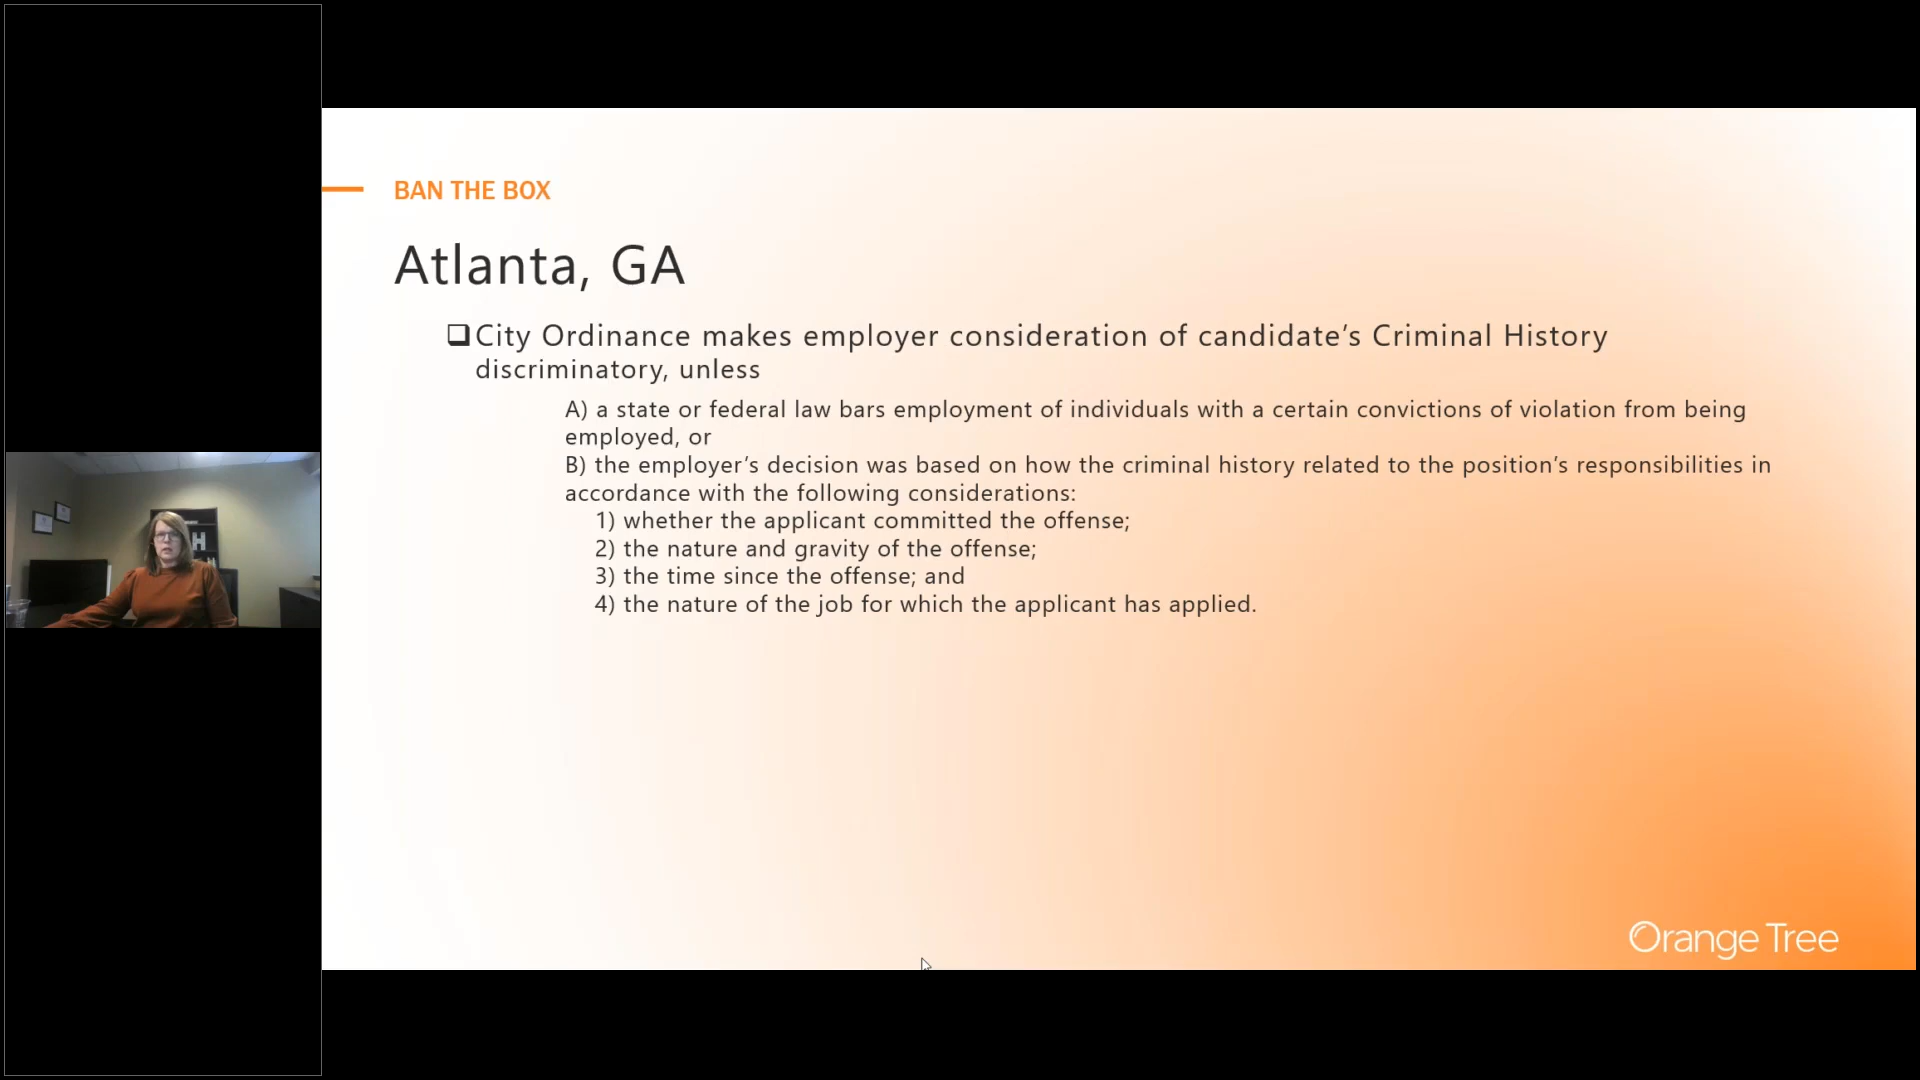 BAN THE BOX
Atlanta, GA
City Ordinance makes employer consideration of candidate’s Criminal History
discriminatory, unless
A) a state or federal law bars employment of individuals with a certain convictions of violation from being
employed, or
B) the employer’s decision was based on how the criminal history related to the position’s responsibilities in
accordance with the following considerations:
1) whether the applicant committed the offense;
2) the nature and gravity of the offense;
3) the time since the offense; and
4) the nature of the job for which the applicant has applied.
H
Orange Tree